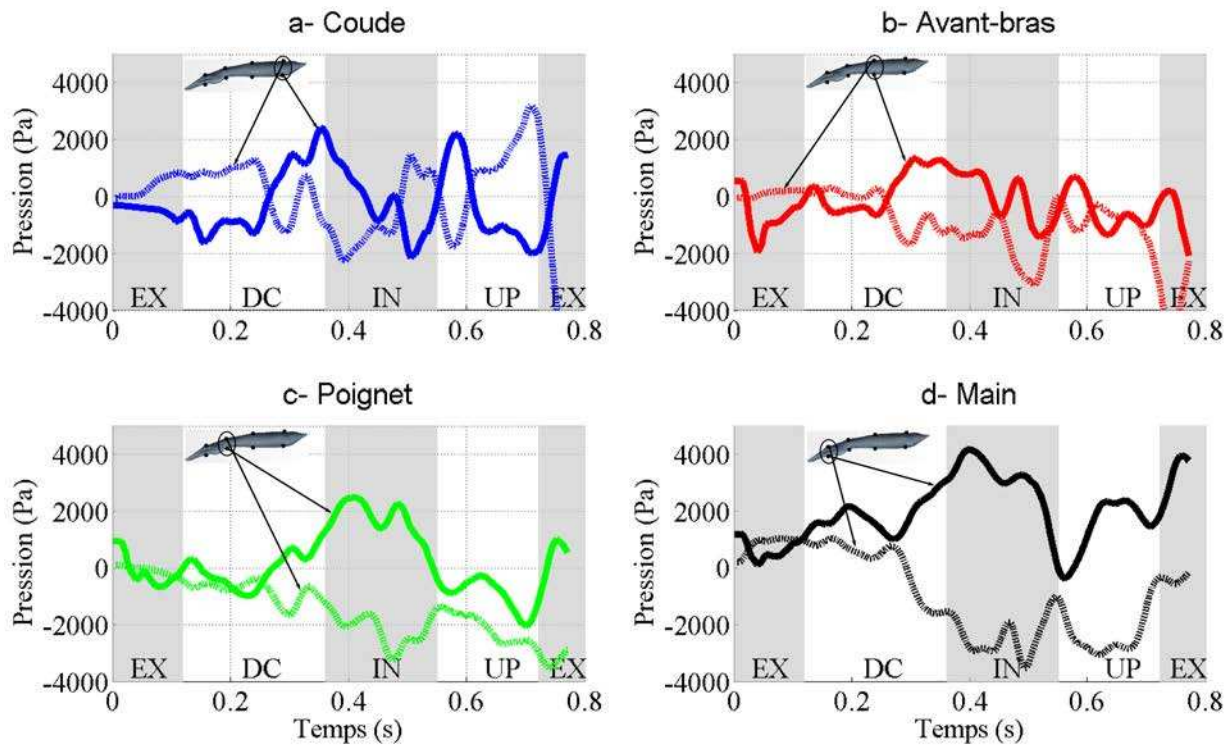 a- Coude
b- Avant-bras
Pression (Pa)
4000
2000
0
-2000
-4000
EX DC IN UP EX
0 0.2 0.4 0.6 0.8
Pression (Pa)
4000
2000
0
-2000
-4000
EX DC IN UP EX
0 0.2 0.4 0.6 0.8
c- Poignet
d- Main
Pression (Pa)
4000
2000
0
-2000
-4000
EX DC IN UP EX
0 0.2 0.4 0.6 0.8
Temps (s)
Pression (Pa)
4000
2000
0
-2000
-4000
EX DC IN UP EX
0 0.2 0.4 0.6 0.8
Temps (s)